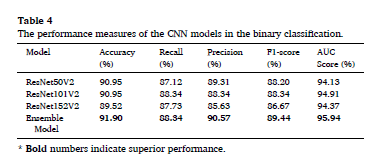 Table 4
The performance measures of the CNN models in the binary classification.
Model Accuracy (%) Recall (%) Precision (%) F1-score (%) AUC Score (%)
ResNet50V2 90.95 87.12 89.31 88.20 94.13
ResNet101V2 90.95 88.34 88.34 88.34 94.91
ResNet152V2 89.52 87.73 85.63 86.67 94.37
Ensemble Model 91.90 88.34 90.57 89.44 95.94
* Bold numbers indicate superior performance.